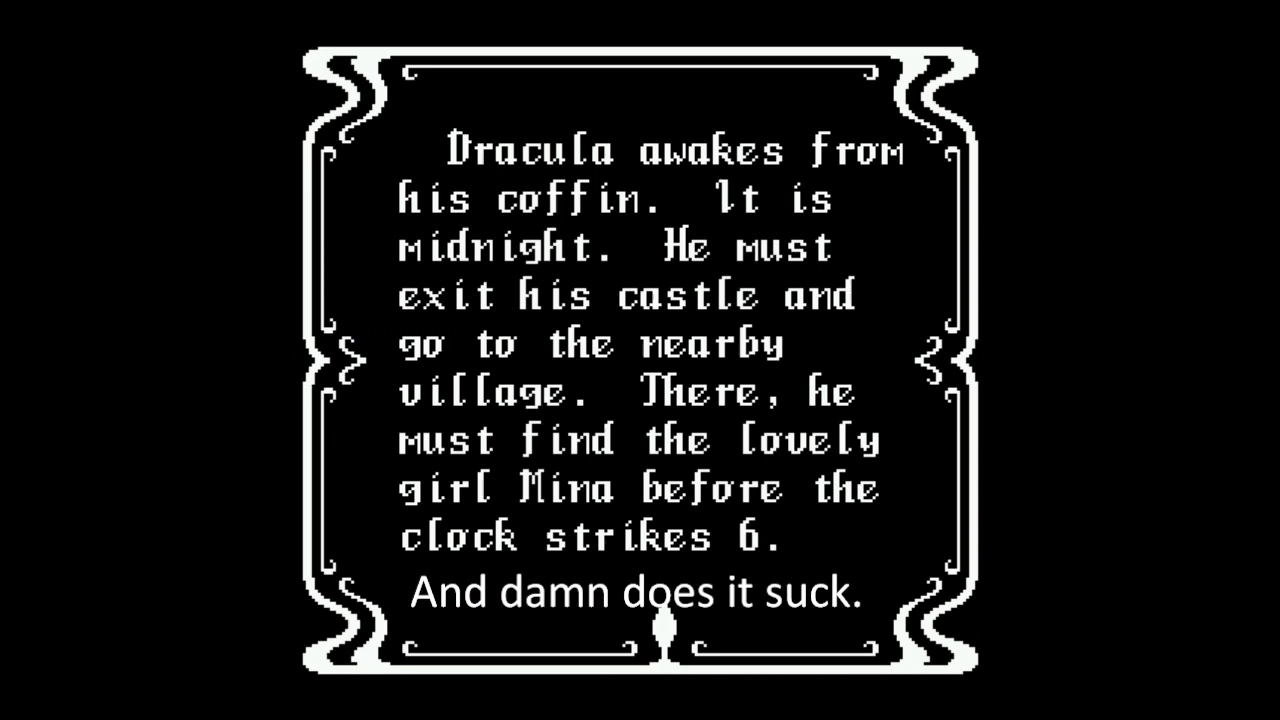 Dracula awakes from
his coffin. It is
midnight. He must
exit his castle and
go to the nearby
village. There, he
must find the lovely
girl Mina before the
clock strikes 6.
And damn does it suck.